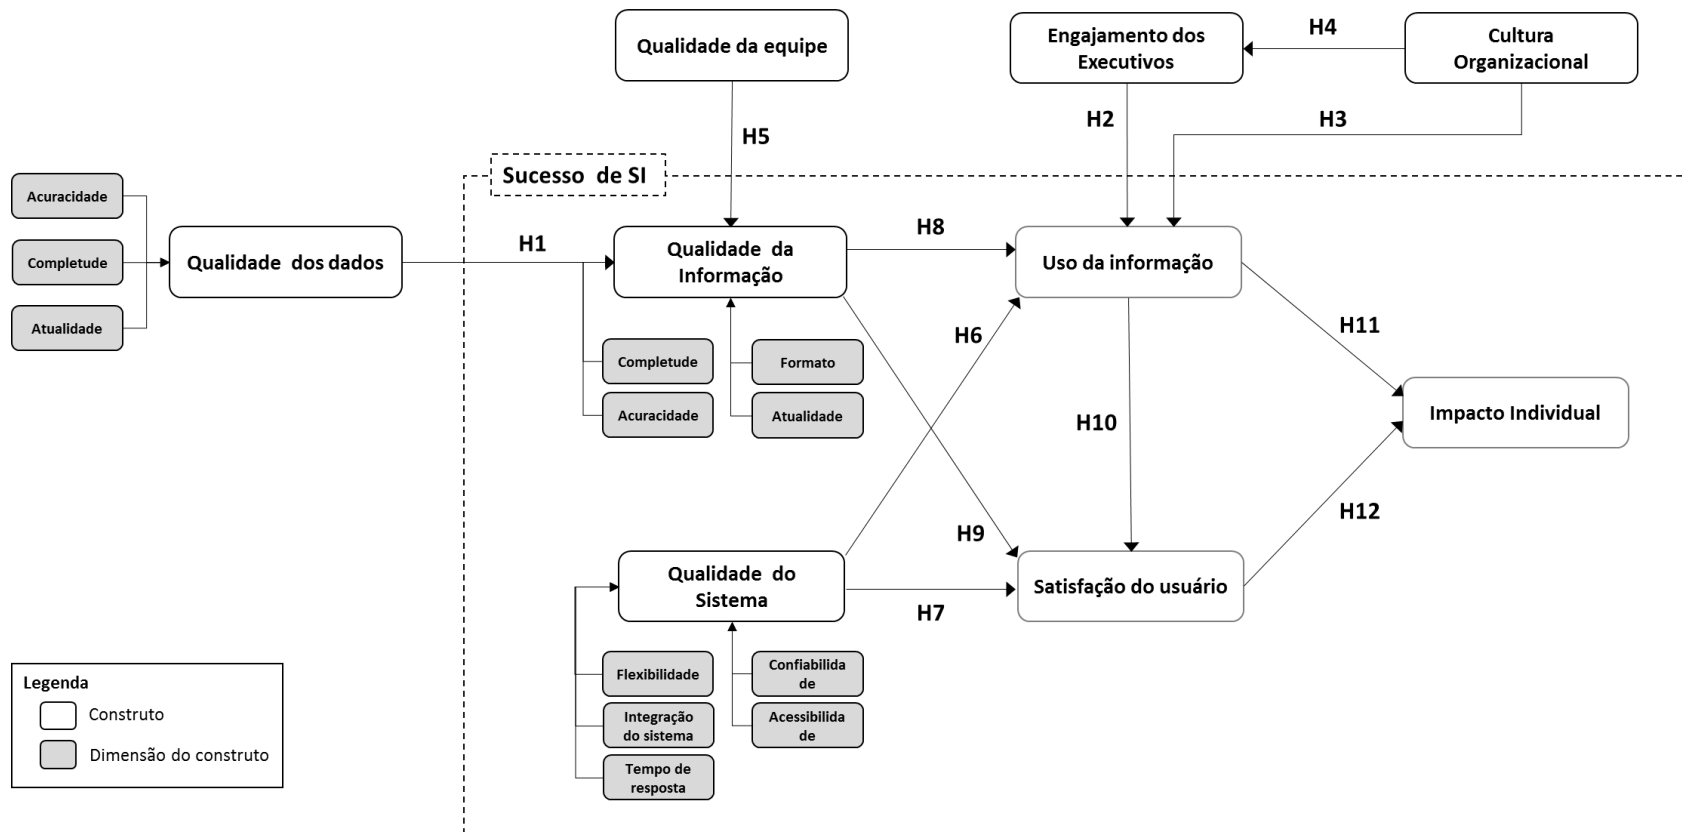 Qualidade da equipe
Engajamento dos
Executivos
H4
Cultura
Organizacional
H5
H2
H3
Sucesso de SI
Acuracidade
Completude
Atualidade
Qualidade dos dados
H1
Qualidade da
Informação
H8
Uso da informação
Completude
Acuracidade
Formato
Atualidade
H6
H11
H10
Impacto Individual
H9
H12
Qualidade do
Sistema
H7
Satisfação do usuário
Flexibilidade
Integração
do sistema
Tempo de
resposta
Confiabilida
de
Acessibilida
de
Legenda
Construto
Dimensão do construto